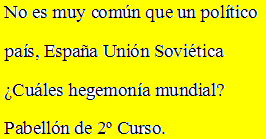 No es muy común que un político
país, España Unión Soviética
¿Cuáles hegemonía mundial?
Pabellón de 2º Curso.